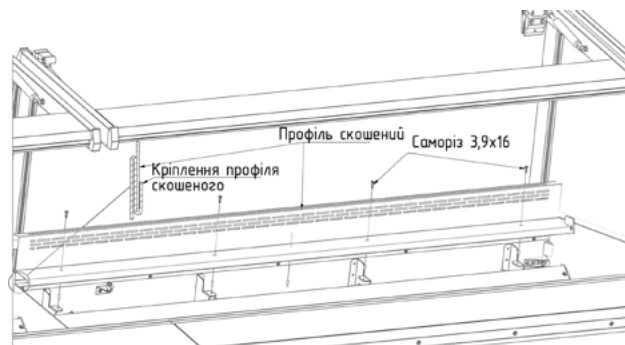 Профіль скошений
Саморіз 3,9х16
Кріплення профіля
скошеного